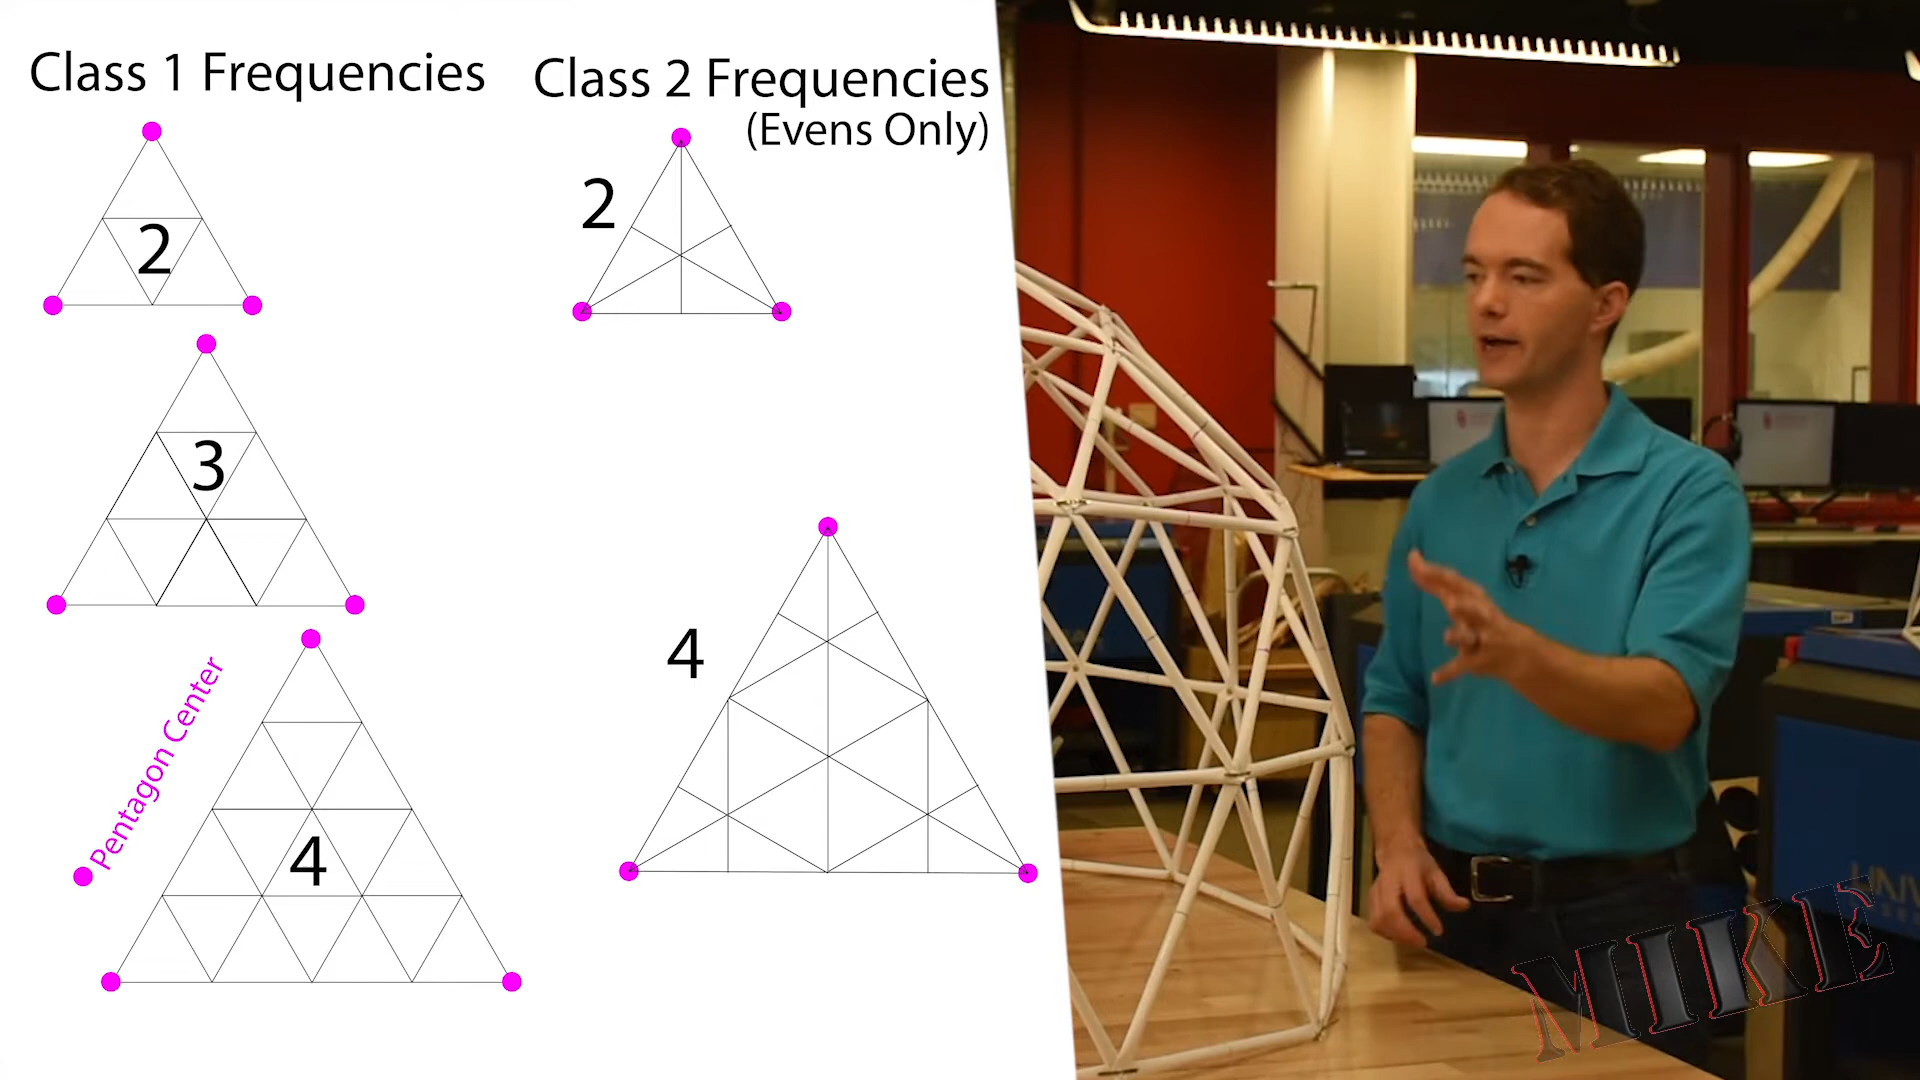 Class 1 Frequencies
Class 2 Frequencies
(Evens Only)
2
2
3
4
Pentagon Center
4
MIKE